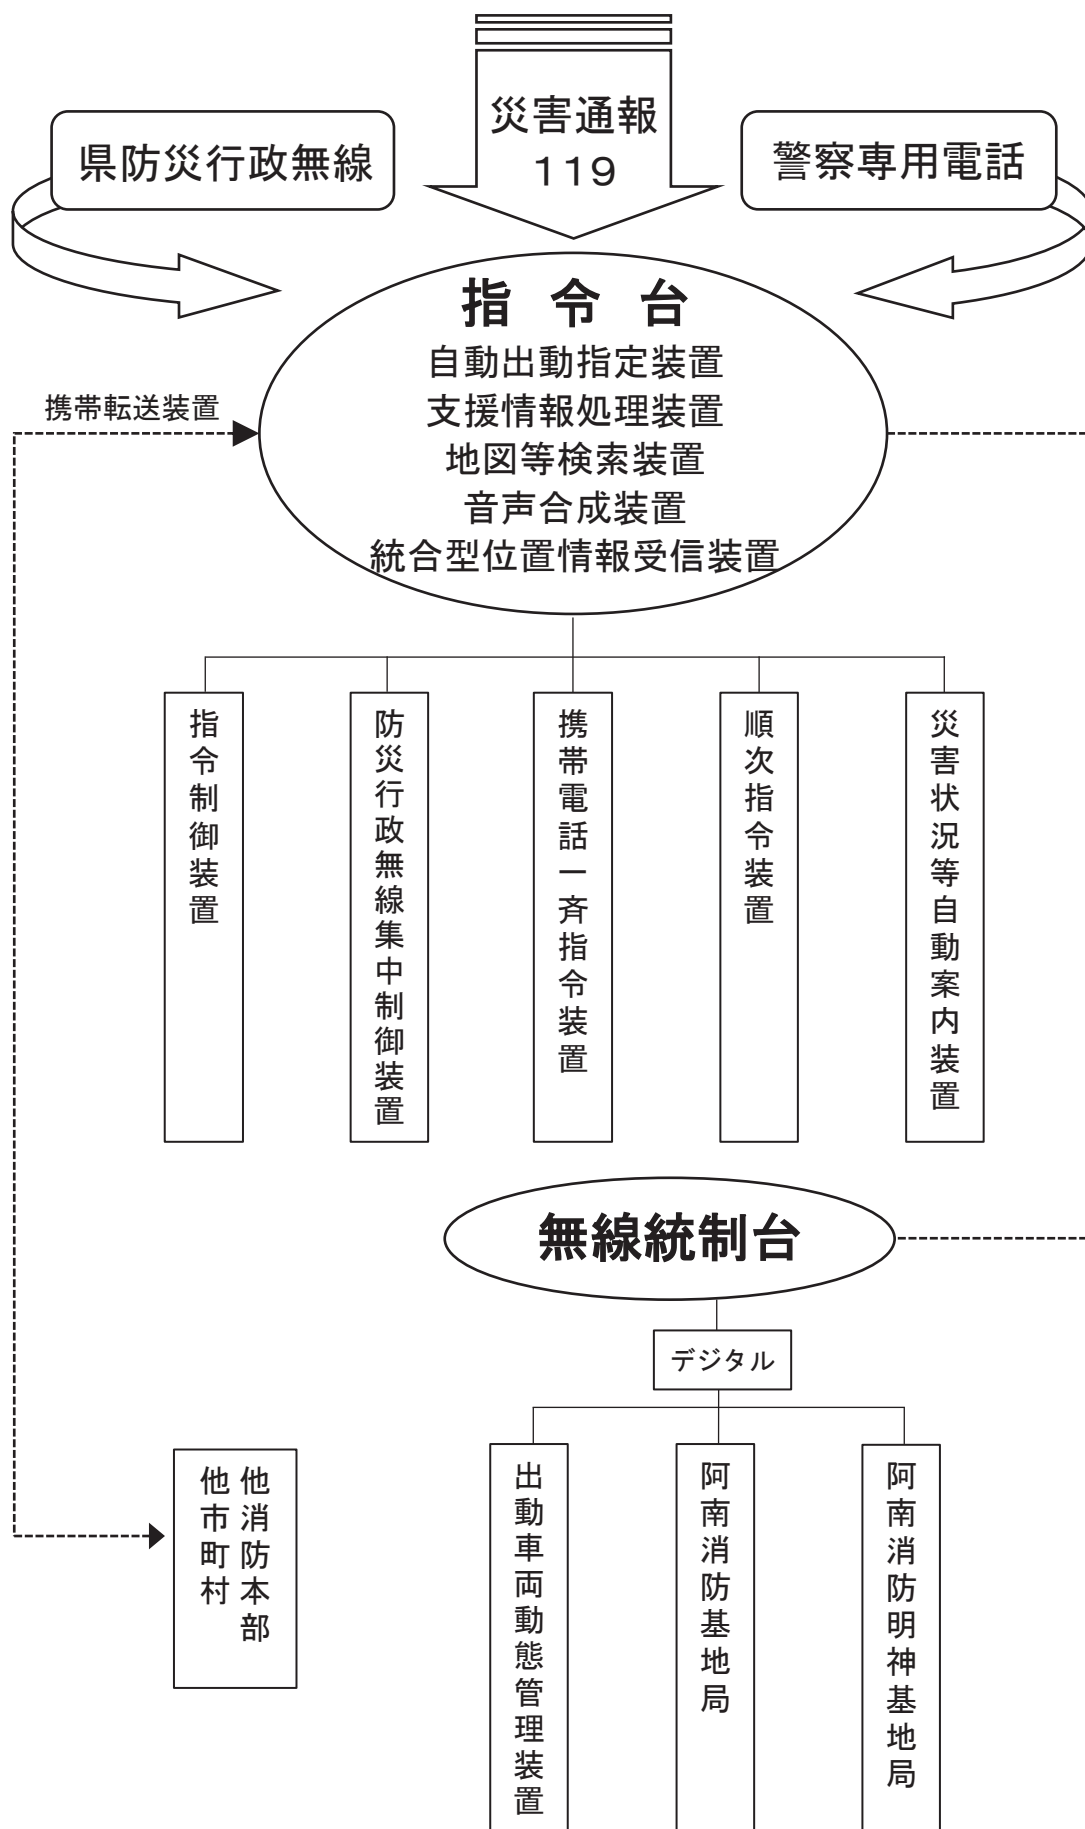 災害通報
119
県防災行政無線
警察専用電話
指令台
自動出動指定装置
支援情報処理装置
地図等検索装置
音声合成装置
統合型位置情報受信装置
携帯転送装置
指令制御装置
防災行政無線集中制御装置
携帯電話一斉指令装置
順次指令装置
災害状況等自動案内装置
無線統制台
デジタル
他消防本部
他市町村
出動車両動態管理装置
阿南消防基地局
阿南消防明神基地局